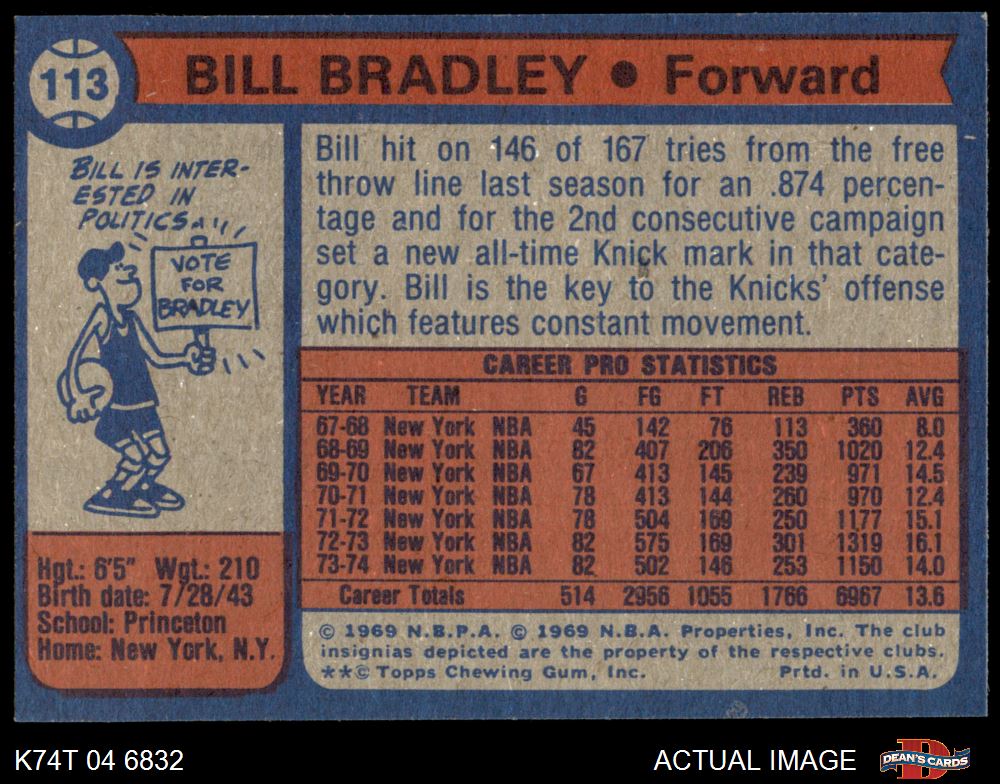 113
BILL BRADLEY ● Forward
BILL IS INTER-
ESTED IN
POLITICS
VOTE
FOR
BRADLEY
Hgt.: 6'5" Wgt.: 210
Birth date: 7/28/43
School: Princeton
Home: New York, N.Y.
Bill hit on 146 of 167 tries from the free
throw line last season for an .874 percen-
tage and for the 2nd consecutive campaign
set a new all-time Knick mark in that cate-
gory. Bill is the key to the Knicks' offense
which features constant movement.
CAREER PRO STATISTICS
YEAR TEAM G FG FT REB PTS AVG
67-68 New York NBA 45 142 76 113 360 8.0
68-69 New York NBA 82 407 206 350 1020 12.4
69-70 New York NBA 67 413 145 239 971 14.5
70-71 New York NBA 78 413 144 260 970 12.4
71-72 New York NBA 78 504 169 250 1177 15.1
72-73 New York NBA 82 575 169 301 1319 16.1
73-74 New York NBA 82 502 146 253 1150 14.0
Career Totals 514 2956 1055 1766 6967 13.6
© 1969 N.B.P.A. © 1969 N.B.A. Properties, Inc. The club
insignias depicted are the property of the respective clubs.
**© Topps Chewing Gum, Inc. Prtd. in U.S.A.
K74T 04 6832
ACTUAL IMAGE
DEAN'S CARDS